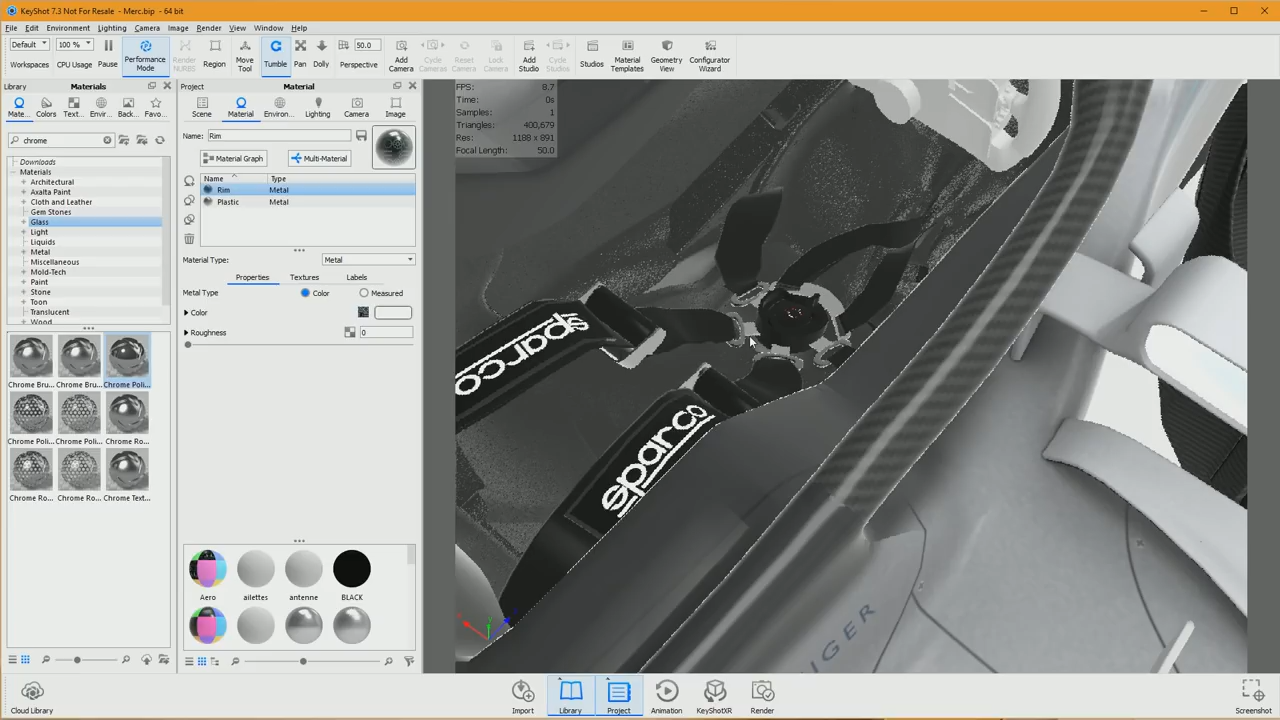 KeyShot 7.3 Not For Resale - Merc.bip - 64 bit
File Edit Environment Lighting Camera Image Render View Window Help
Default 100 % 50.0
Workspaces CPU Usage Pause Performance Mode Render NURBS Region Move Tool Tumble Pan Dolly Perspective Add Camera Cycle Cameras Reset Camera Lock Camera Add Studio Cycle Studios Studios Material Templates Geometry View Configurator Wizard
Library Materials
Mate... Colors Text... Envir... Back... Favo...
chrome
Downloads
Materials
Architectural
Axalta Paint
Cloth and Leather
Gem Stones
Glass
Light
Liquids
Metal
Miscellaneous
Mold-Tech
Paint
Stone
Toon
Translucent
Wood
Chrome Bru... Chrome Bru... Chrome Poli...
Chrome Poli... Chrome Poli... Chrome Ro...
Chrome Ro... Chrome Ro... Chrome Text...
Project Material
Scene Material Environ... Lighting Camera Image
Name: Rim
Material Graph Multi-Material
Name Type
Rim Metal
Plastic Metal
Material Type: Metal
Properties Textures Labels
Metal Type Color Measured
Color
Roughness 0
Aero ailettes antenne BLACK
FPS: 8.7
Time: 0s
Samples: 1
Triangles: 400,679
Res: 1188 x 891
Focal Length: 50.0
sparco
sparco
NGER
Cloud Library Import Library Project Animation KeyShotXR Render Screenshot